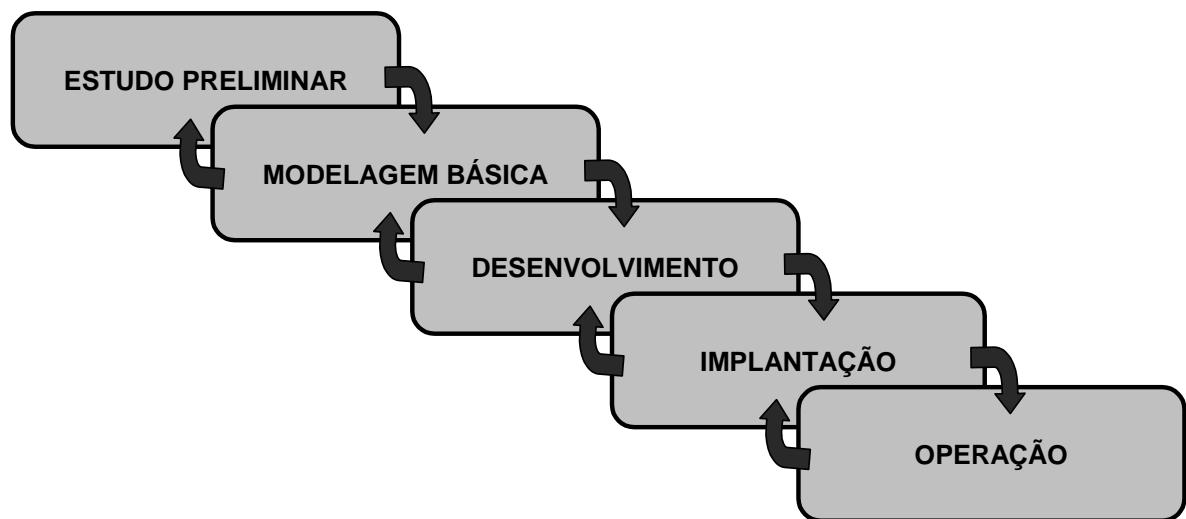 ESTUDO PRELIMINAR
MODELAGEM BÁSICA
DESENVOLVIMENTO
IMPLANTAÇÃO
OPERAÇÃO